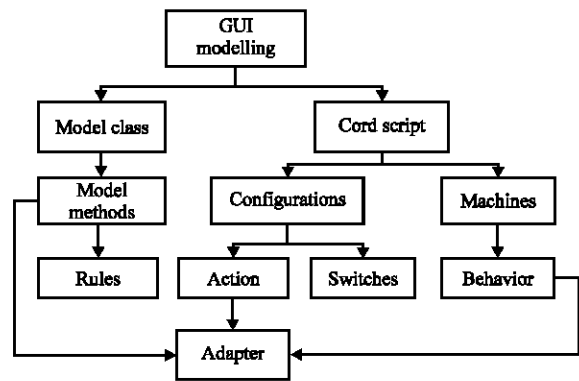 GUI
modelling
Model class
Cord script
Model
methods
Configurations
Machines
Rules
Action
Switches
Behavior
Adapter